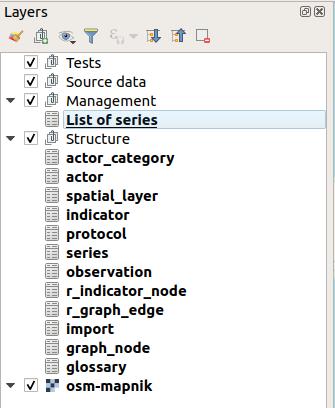 Layers
Tests
Source data
Management
List of series
Structure
actor_category
actor
spatial_layer
indicator
protocol
series
observation
r_indicator_node
r_graph_edge
import
graph_node
glossary
osm-mapnik